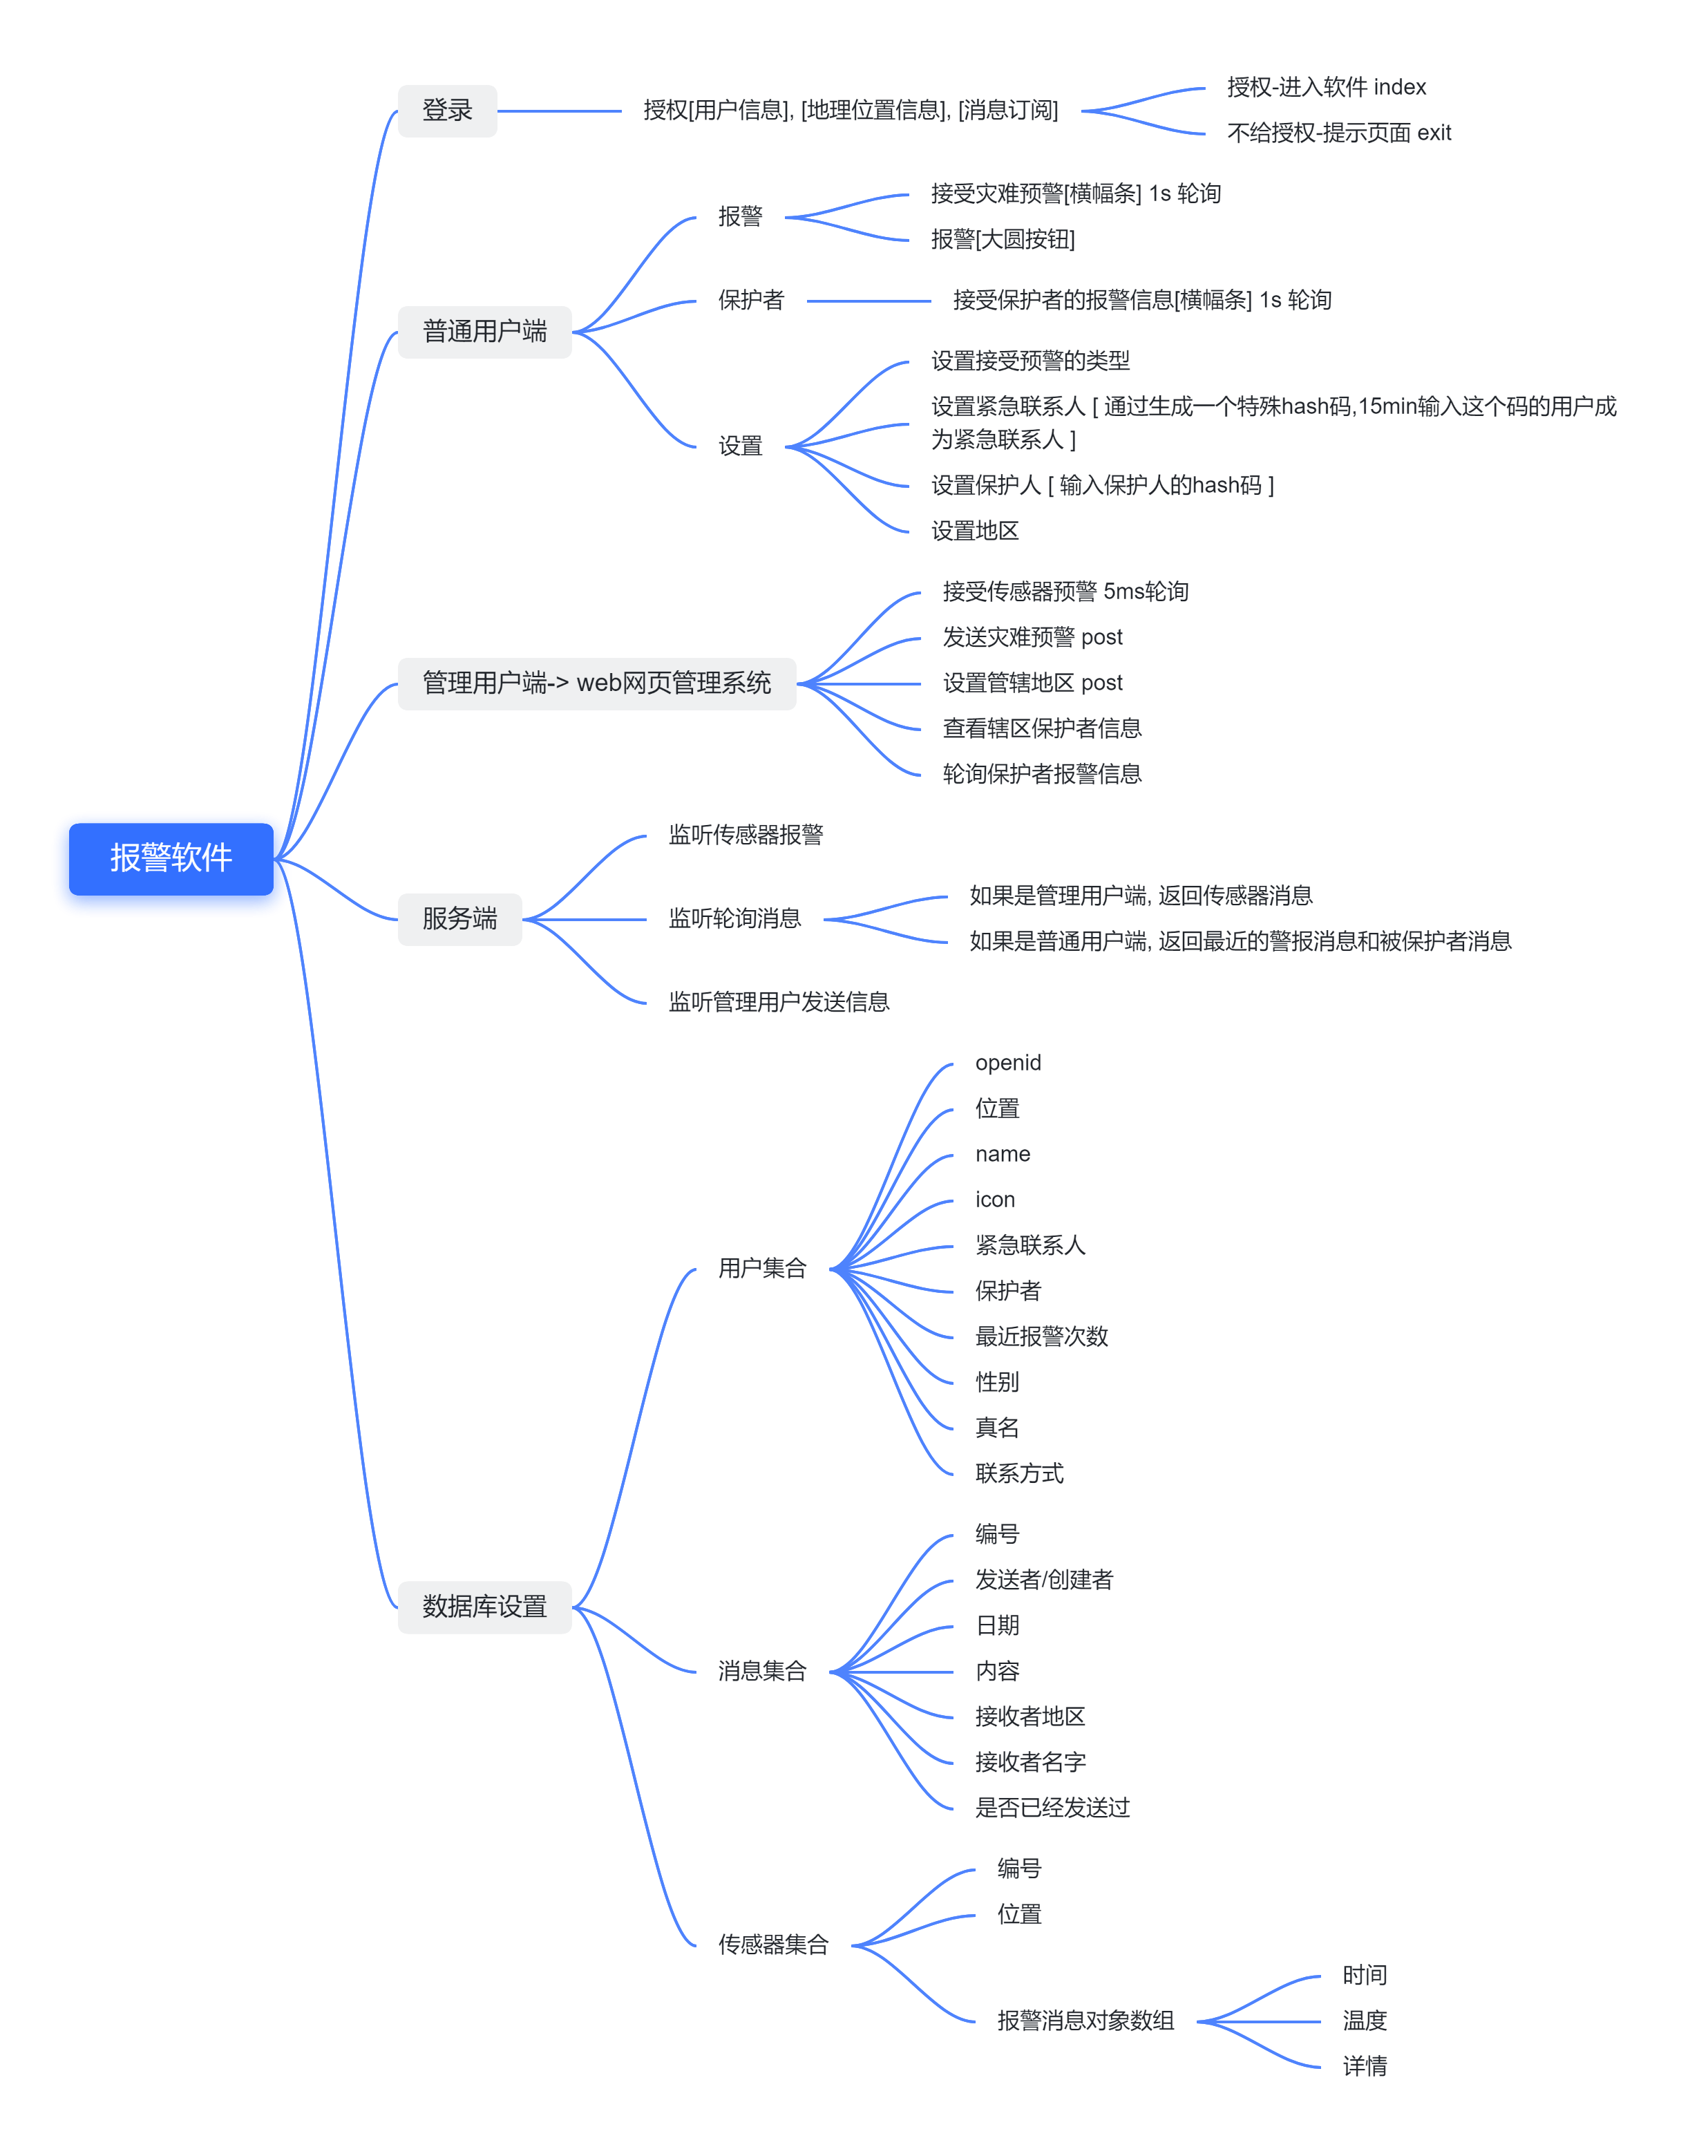 报警软件
登录
授权[用户信息], [地理位置信息], [消息订阅]
授权-进入软件 index
不给授权-提示页面 exit
普通用户端
报警
接受灾难预警[横幅条] 1s 轮询
报警[大圆按钮]
保护者
接受保护者的报警信息[横幅条] 1s 轮询
设置
设置接受预警的类型
设置紧急联系人 [ 通过生成一个特殊hash码,15min输入这个码的用户成
为紧急联系人 ]
设置保护人 [ 输入保护人的hash码 ]
设置地区
管理用户端-> web网页管理系统
接受传感器预警 5ms轮询
发送灾难预警 post
设置管辖地区 post
查看辖区保护者信息
轮询保护者报警信息
服务端
监听传感器报警
监听轮询消息
如果是管理用户端, 返回传感器消息
如果是普通用户端, 返回最近的警报消息和被保护者消息
监听管理用户发送信息
数据库设置
用户集合
openid
位置
name
icon
紧急联系人
保护者
最近报警次数
性别
真名
联系方式
消息集合
编号
发送者/创建者
日期
内容
接收者地区
接收者名字
是否已经发送过
传感器集合
编号
位置
报警消息对象数组
时间
温度
详情